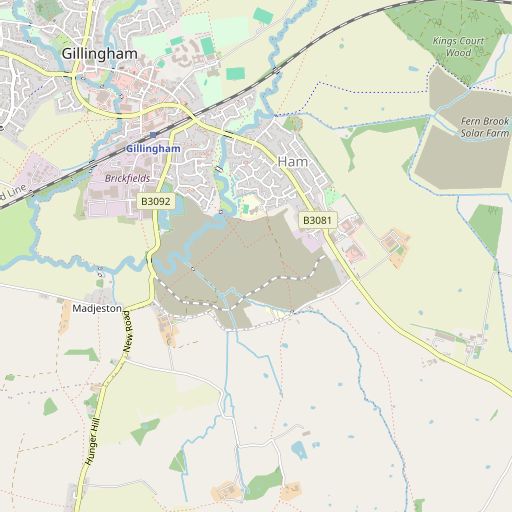 Kings Court
Wood
Gillingham
Fern Brook
Solar Farm
Gillingham
Ham
Brickfields
d Line
B3092
B3081
Madjeston
New Road
Hunger Hill